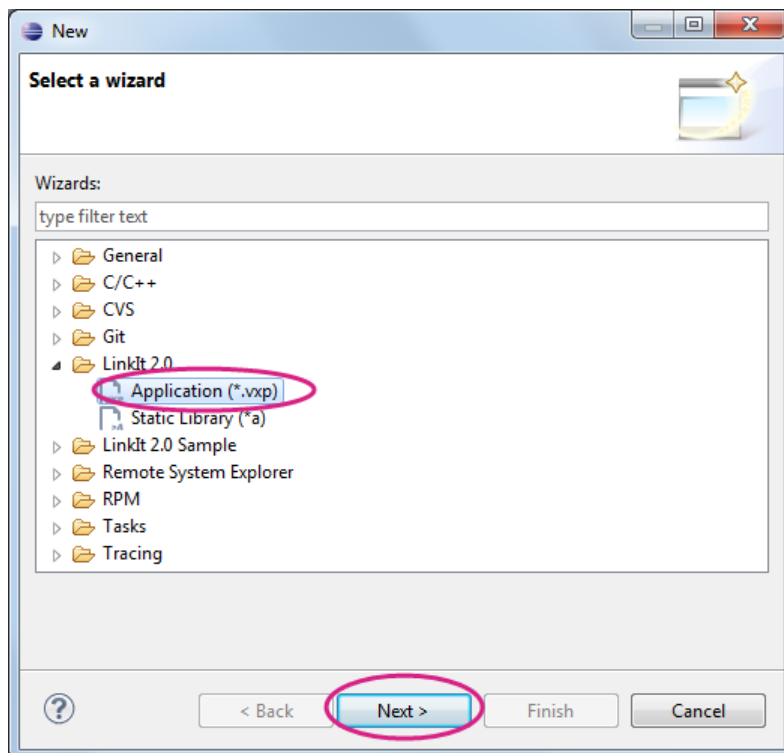 New
Select a wizard
Wizards:
type filter text
General
C/C++
CVS
Git
LinkIt 2.0
Application (*.vxp)
Static Library (*a)
LinkIt 2.0 Sample
Remote System Explorer
RPM
Tasks
Tracing
? < Back Next > Finish Cancel